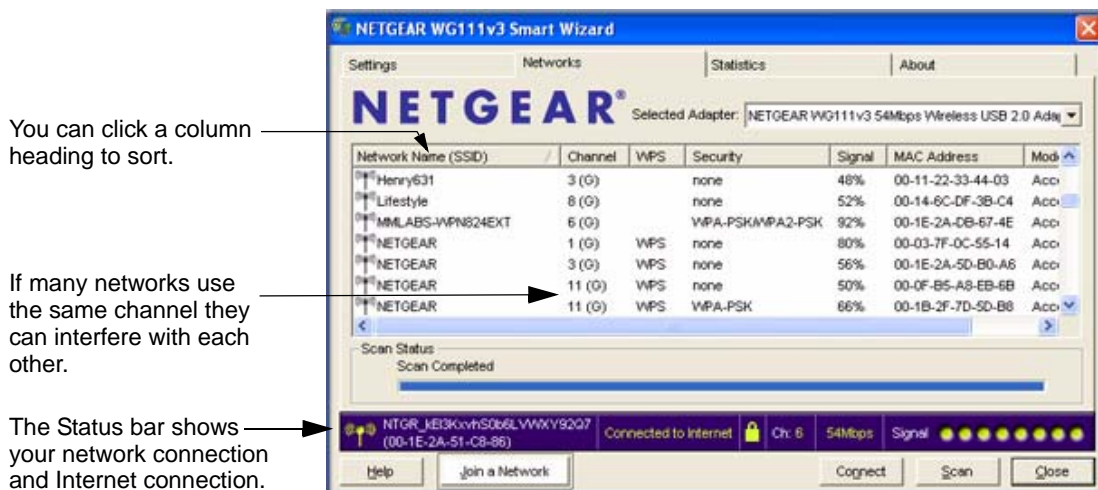 NETGEAR WG111v3 Smart Wizard
Settings Networks Statistics About
NETGEAR® Selected Adapter: NETGEAR WG111v3 54Mbps Wireless USB 2.0 Adap
You can click a column
heading to sort.
Network Name (SSID) / Channel WPS Security Signal MAC Address Mod
Henry631 3 (G) none 48% 00-11-22-33-44-03 Acc
Lifestyle 8 (G) none 52% 00-14-6C-DF-3B-C4 Acc
MMLABS-WPN824EXT 6 (G) WPA-PSK/WPA2-PSK 92% 00-1E-2A-DB-67-4E Acc
NETGEAR 1 (G) WPS none 80% 00-03-7F-0C-55-14 Acc
NETGEAR 3 (G) WPS none 56% 00-1E-2A-5D-B0-A6 Acc
NETGEAR 11 (G) WPS none 50% 00-0F-B5-A8-EB-6B Acc
NETGEAR 11 (G) WPS WPA-PSK 66% 00-1B-2F-7D-5D-B8 Acc
If many networks use
the same channel they
can interfere with each
other.
Scan Status
Scan Completed
The Status bar shows
your network connection
and Internet connection.
(00-1E-2A-51-C8-86) Connected to Internet Ch: 6 54Mbps Signal
Help Join a Network Connect Scan Close